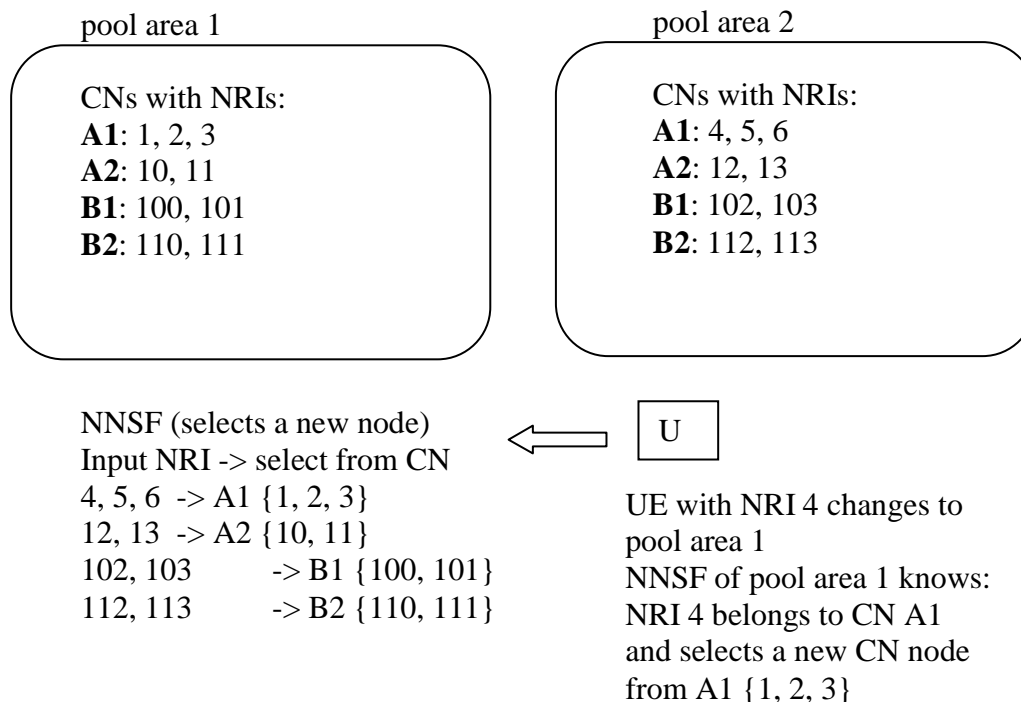 pool area 1
CNs with NRIs:
A1: 1, 2, 3
A2: 10, 11
B1: 100, 101
B2: 110, 111
pool area 2
CNs with NRIs:
A1: 4, 5, 6
A2: 12, 13
B1: 102, 103
B2: 112, 113
NNSF (selects a new node)
Input NRI -> select from CN
4, 5, 6 -> A1 {1, 2, 3}
12, 13 -> A2 {10, 11}
102, 103 -> B1 {100, 101}
112, 113 -> B2 {110, 111}
U
UE with NRI 4 changes to
pool area 1
NNSF of pool area 1 knows:
NRI 4 belongs to CN A1
and selects a new CN node
from A1 {1, 2, 3}